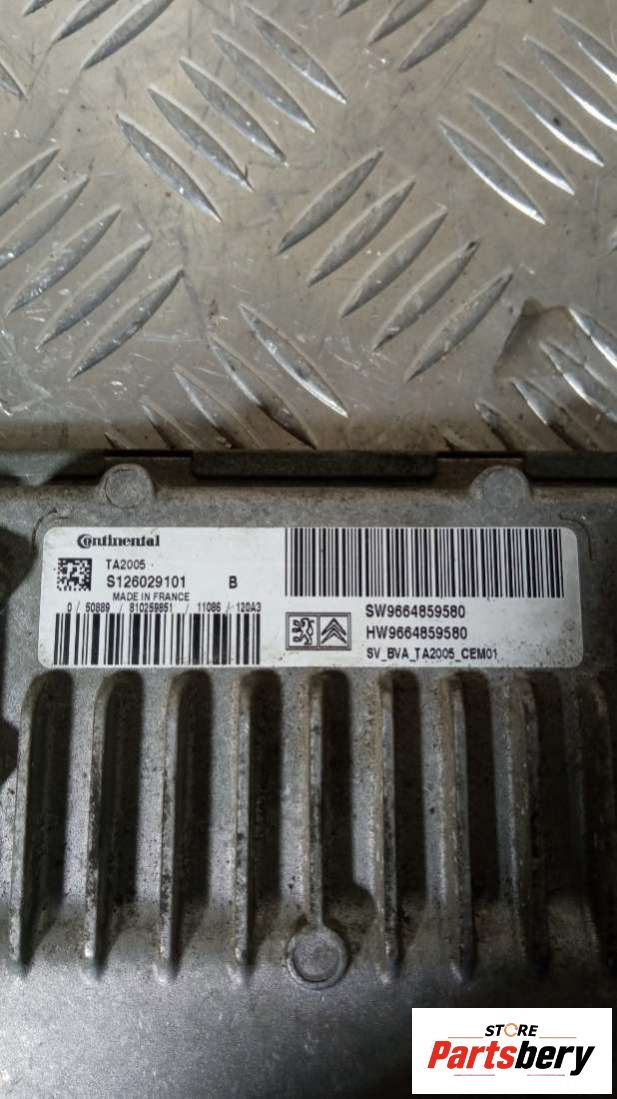 Continental
TA2005
S126029101 B
MADE IN FRANCE
0 / 50889 / 810259851 / 11086 / 120A3
SW9664859580
HW9664859580
SV_BVA_TA2005_CEM01
STORE
Partsbery